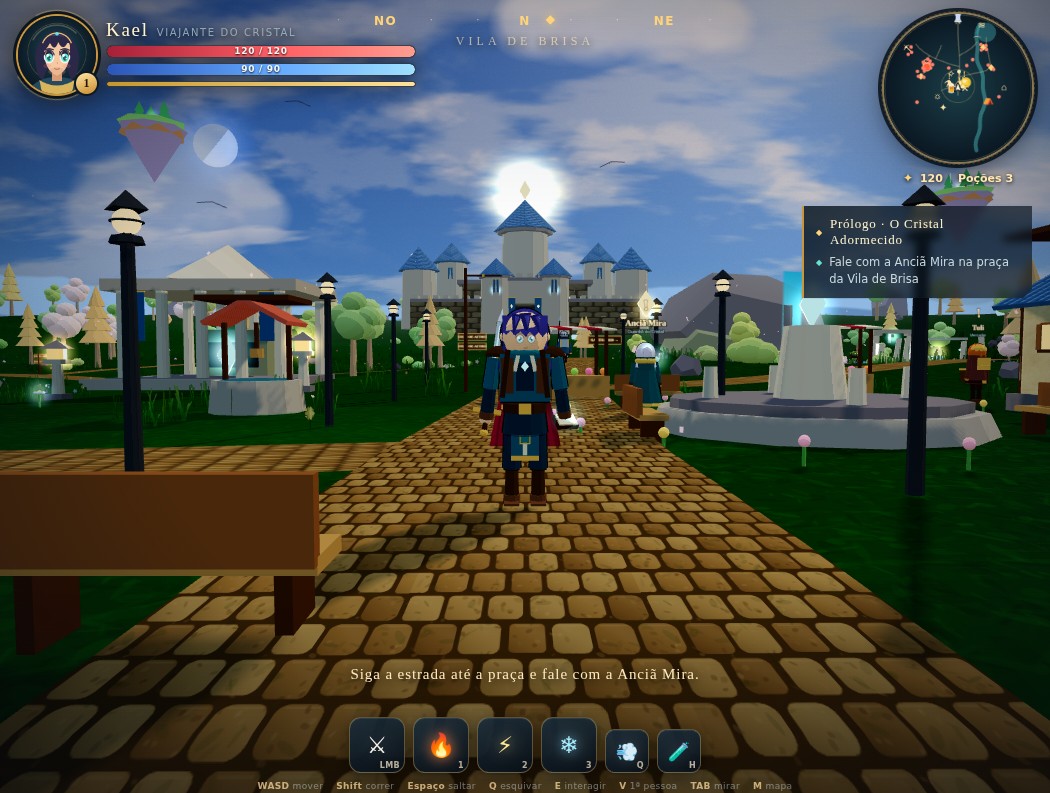 Kael VIAJANTE DO CRISTAL
120 / 120
90 / 90
1
NO N NE
VILA DE BRISA
120 Poções 3
Prólogo · O Cristal
Adormecido
Fale com a Anciã Mira na praça
da Vila de Brisa
Anciã Mira
Tuli
Siga a estrada até a praça e fale com a Anciã Mira.
LMB 1 2 3 Q H
WASD mover Shift correr Espaço saltar Q esquivar E interagir V 1ª pessoa TAB mirar M mapa